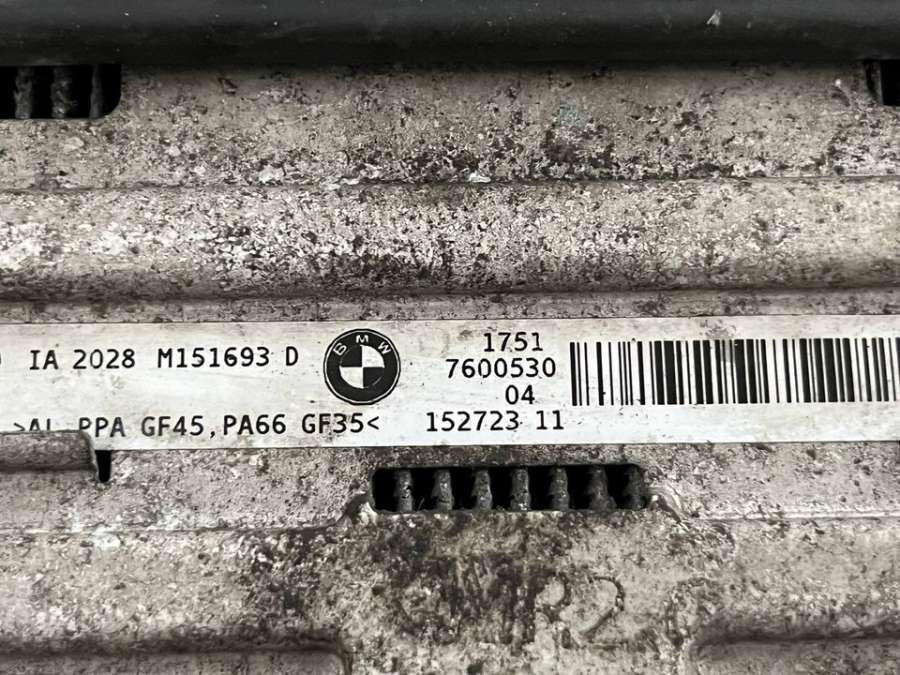 IA 2028 M151693 D
BMW
1751
7600530
04
>AL PPA GF45,PA66 GF35<
152723 11